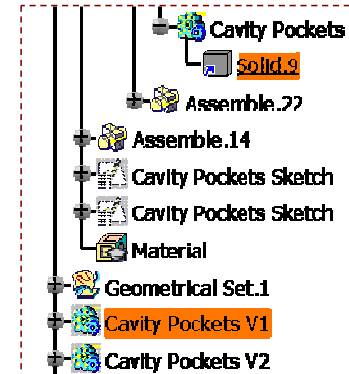 Cavity Pockets
Solid.9
Assemble.22
Assemble.14
Cavity Pockets Sketch
Cavity Pockets Sketch
Material
Geometrical Set.1
Cavity Pockets V1
Cavity Pockets V2